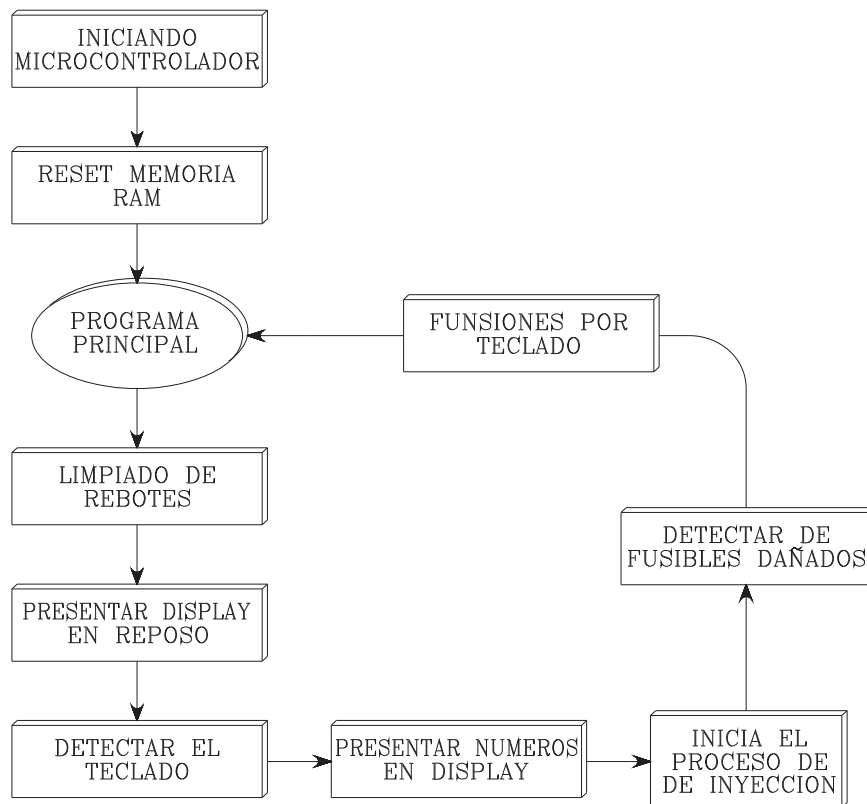 INICIANDO
MICROCONTROLADOR
RESET MEMORIA
RAM
PROGRAMA
PRINCIPAL
FUNSIONES POR
TECLADO
LIMPIADO DE
REBOTES
DETECTAR DE
FUSIBLES DAÑADOS
PRESENTAR DISPLAY
EN REPOSO
DETECTAR EL
TECLADO
PRESENTAR NUMEROS
EN DISPLAY
INICIA EL
PROCESO DE
DE INYECCION